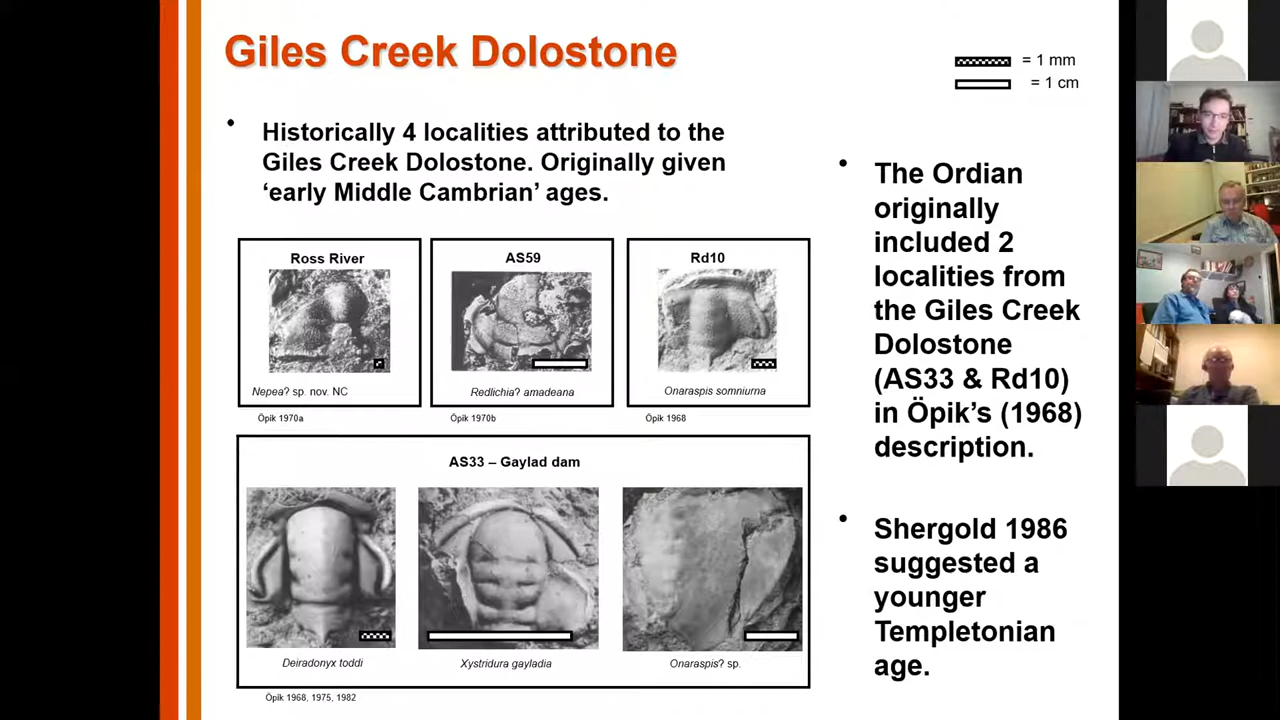 Giles Creek Dolostone
= 1 mm
= 1 cm
• Historically 4 localities attributed to the
Giles Creek Dolostone. Originally given
‘early Middle Cambrian’ ages.
Ross River
Nepea? sp. nov. NC
Öpik 1970a
AS59
Redlichia? amadeana
Öpik 1970b
Rd10
Onaraspis somniurna
Öpik 1968
AS33 – Gaylad dam
Deiradonyx toddi
Xystridura gayladia
Onaraspis? sp.
Öpik 1968, 1975, 1982
• The Ordian
originally
included 2
localities from
the Giles Creek
Dolostone
(AS33 & Rd10)
in Öpik’s (1968)
description.
• Shergold 1986
suggested a
younger
Templetonian
age.